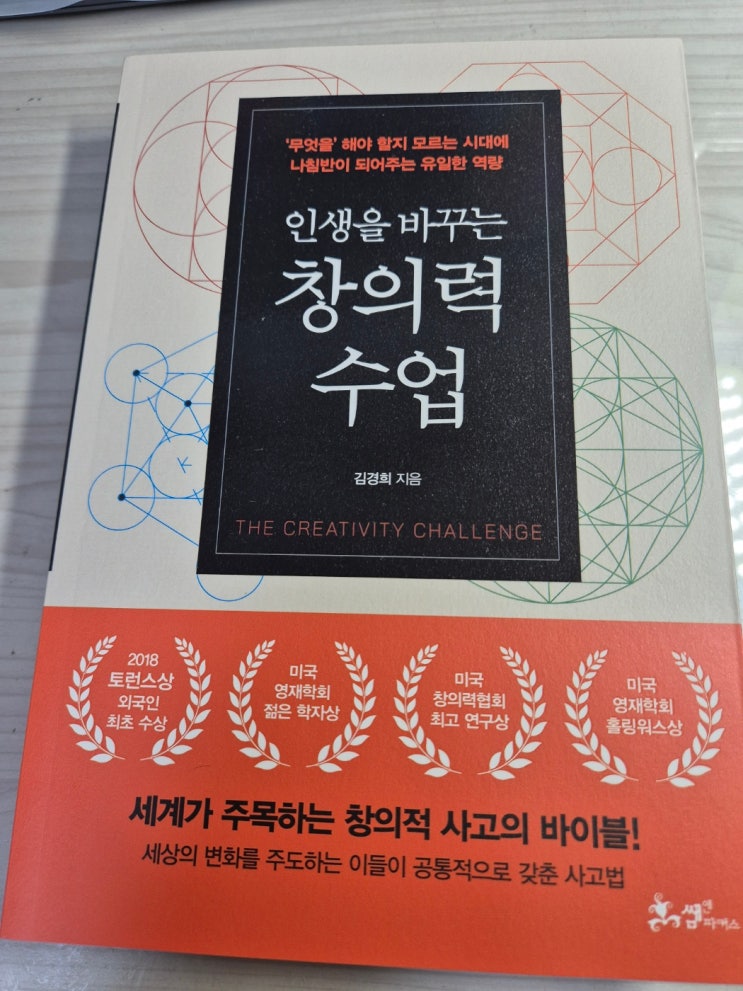 '무엇을' 해야 할지 모르는 시대에
나침반이 되어주는 유일한 역량
인생을 바꾸는
창의력
수업
김경희 지음
THE CREATIVITY CHALLENGE
K
2018
토런스상
외국인
최초 수상
미국
영재학회
젊은 학자상
미국
창의력협회
최고 연구상
미국
영재학회
홀링워스상
세계가 주목하는 창의적 사고의 바이블!
세상의 변화를 주도하는 이들이 공통적으로 갖춘 사고법
쌤앤
파커스